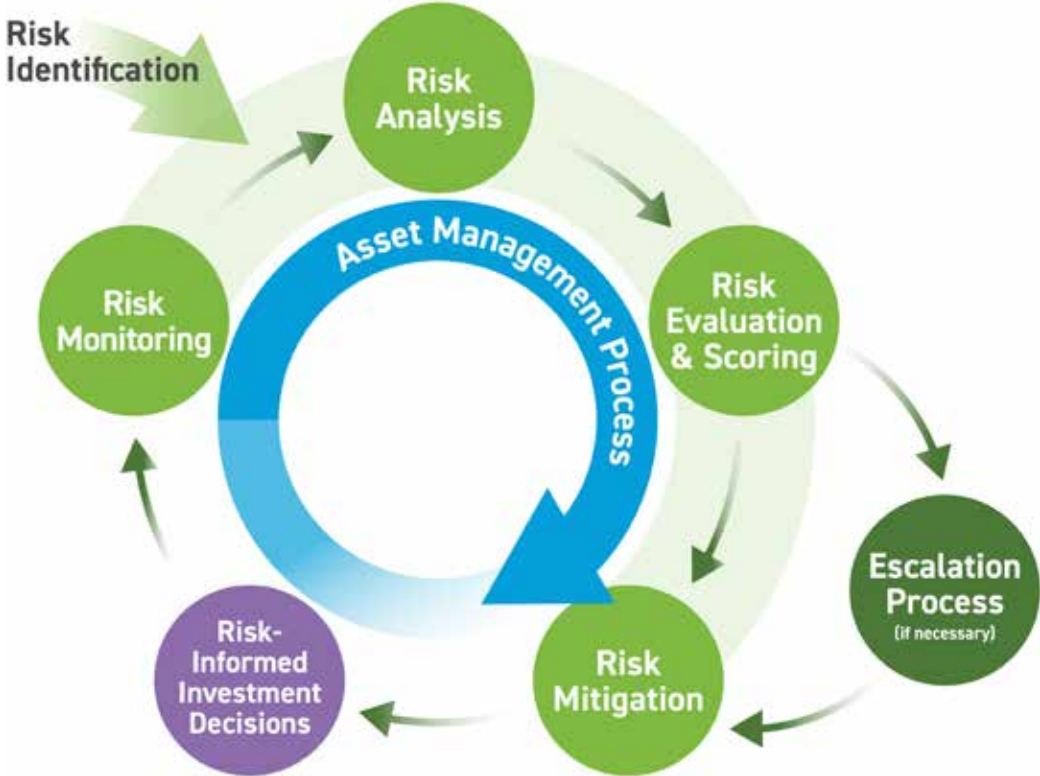 Risk
Identification
Risk
Analysis
Asset Management Process
Risk
Evaluation
& Scoring
Risk
Monitoring
Escalation
Process
(if necessary)
Risk-
Informed
Investment
Decisions
Risk
Mitigation